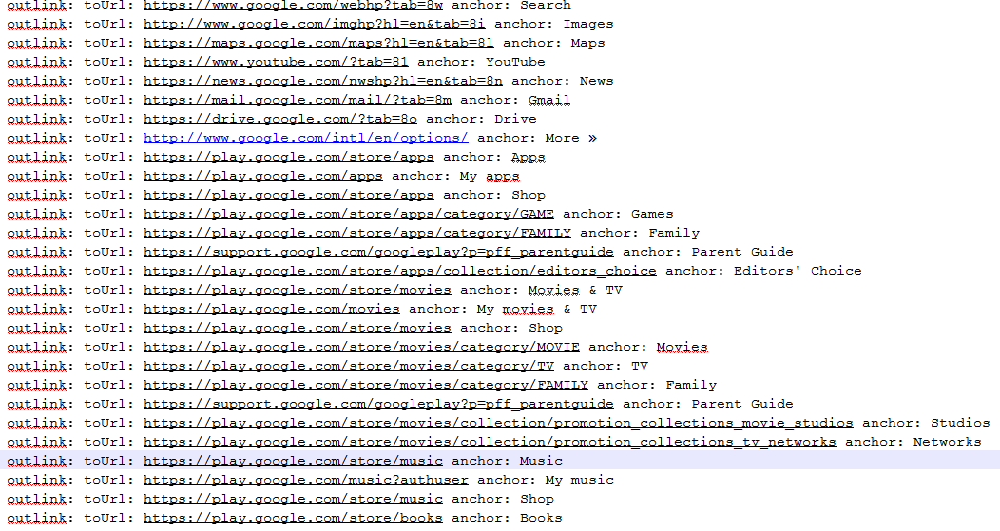 outlink: toUrl: https://www.google.com/webhp?tab=8w anchor: Search
outlink: toUrl: http://www.google.com/imghp?hl=en&tab=8i anchor: Images
outlink: toUrl: https://maps.google.com/maps?hl=en&tab=8l anchor: Maps
outlink: toUrl: https://www.youtube.com/?tab=81 anchor: YouTube
outlink: toUrl: https://news.google.com/nwshp?hl=en&tab=8n anchor: News
outlink: toUrl: https://mail.google.com/mail/?tab=8m anchor: Gmail
outlink: toUrl: https://drive.google.com/?tab=8o anchor: Drive
outlink: toUrl: http://www.google.com/intl/en/options/ anchor: More »
outlink: toUrl: https://play.google.com/store/apps anchor: Apps
outlink: toUrl: https://play.google.com/apps anchor: My apps
outlink: toUrl: https://play.google.com/store/apps anchor: Shop
outlink: toUrl: https://play.google.com/store/apps/category/GAME anchor: Games
outlink: toUrl: https://play.google.com/store/apps/category/FAMILY anchor: Family
outlink: toUrl: https://support.google.com/googleplay?p=pff_parentguide anchor: Parent Guide
outlink: toUrl: https://play.google.com/store/apps/collection/editors_choice anchor: Editors' Choice
outlink: toUrl: https://play.google.com/store/movies anchor: Movies & TV
outlink: toUrl: https://play.google.com/movies anchor: My movies & TV
outlink: toUrl: https://play.google.com/store/movies anchor: Shop
outlink: toUrl: https://play.google.com/store/movies/category/MOVIE anchor: Movies
outlink: toUrl: https://play.google.com/store/movies/category/TV anchor: TV
outlink: toUrl: https://play.google.com/store/movies/category/FAMILY anchor: Family
outlink: toUrl: https://support.google.com/googleplay?p=pff_parentguide anchor: Parent Guide
outlink: toUrl: https://play.google.com/store/movies/collection/promotion_collections_movie_studios anchor: Studios
outlink: toUrl: https://play.google.com/store/movies/collection/promotion_collections_tv_networks anchor: Networks
outlink: toUrl: https://play.google.com/store/music anchor: Music
outlink: toUrl: https://play.google.com/music?authuser anchor: My music
outlink: toUrl: https://play.google.com/store/music anchor: Shop
outlink: toUrl: https://play.google.com/store/books anchor: Books